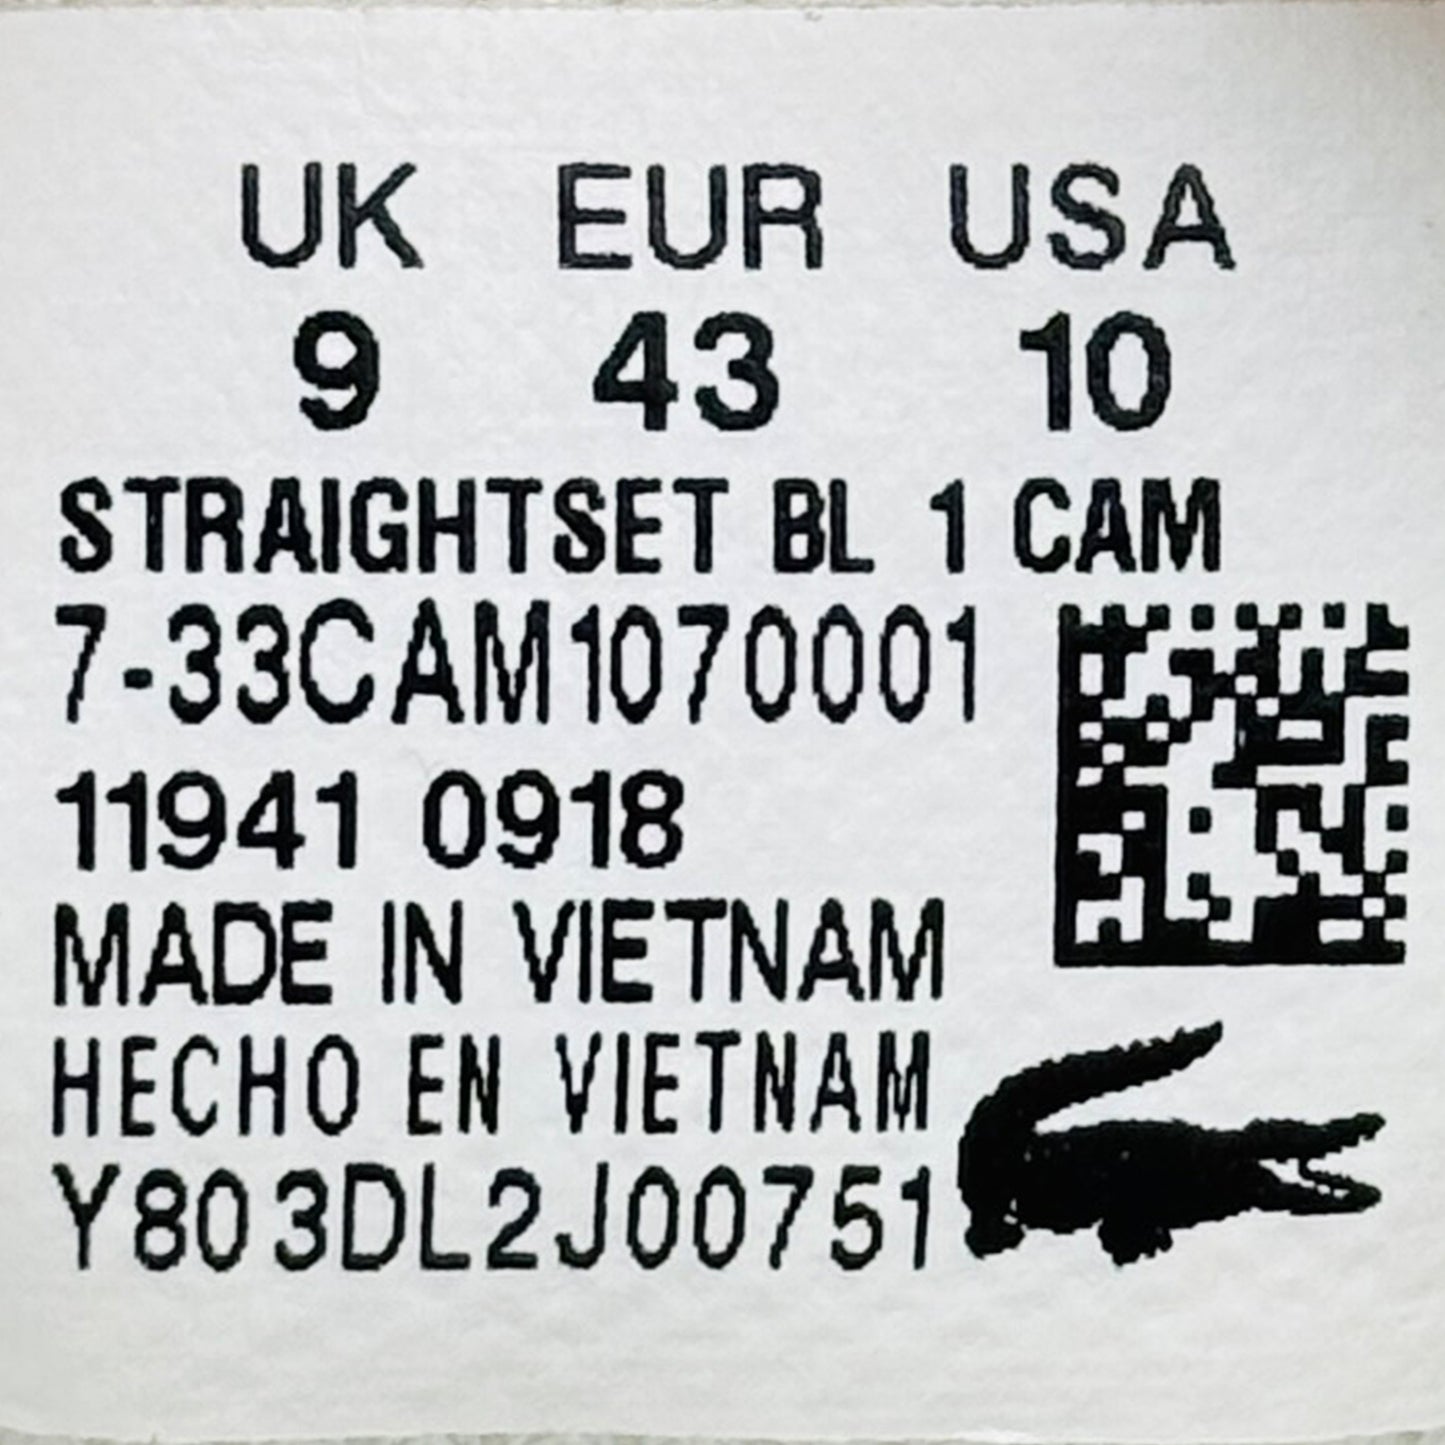 UK EUR USA
9 43 10
STRAIGHTSET BL 1 CAM
7-33CAM1070001
11941 0918
MADE IN VIETNAM
HECHO EN VIETNAM
Y803DL2J00751